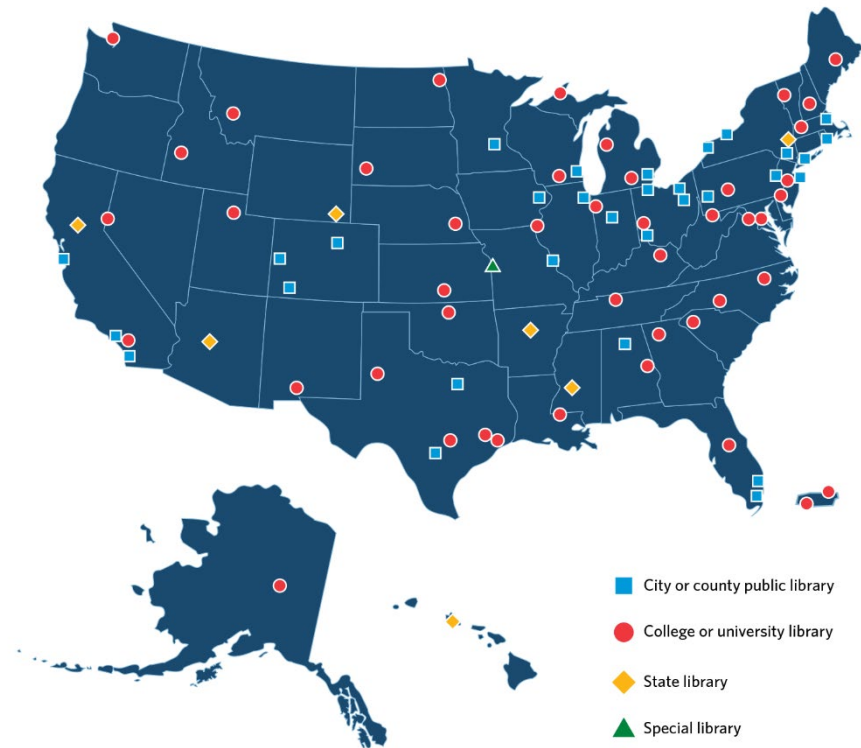 City or county public library
College or university library
State library
Special library